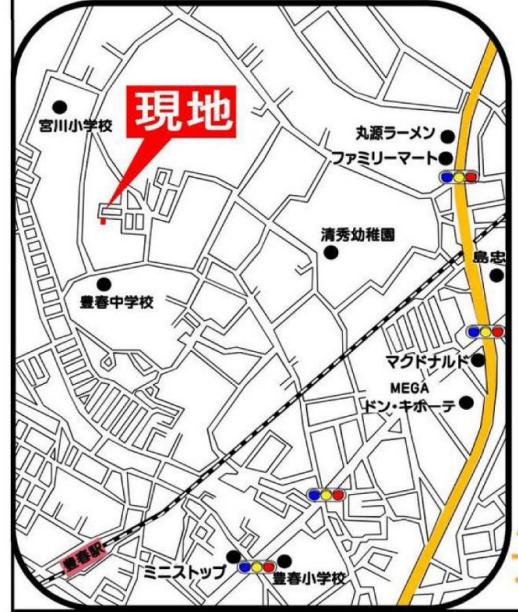 現地
宮川小学校
丸源ラーメン
ファミリーマート
清秀幼稚園
島忠
豊春中学校
マクドナルド
MEGA
ドン・キホーテ
豊春駅
ミニストップ
豊春小学校